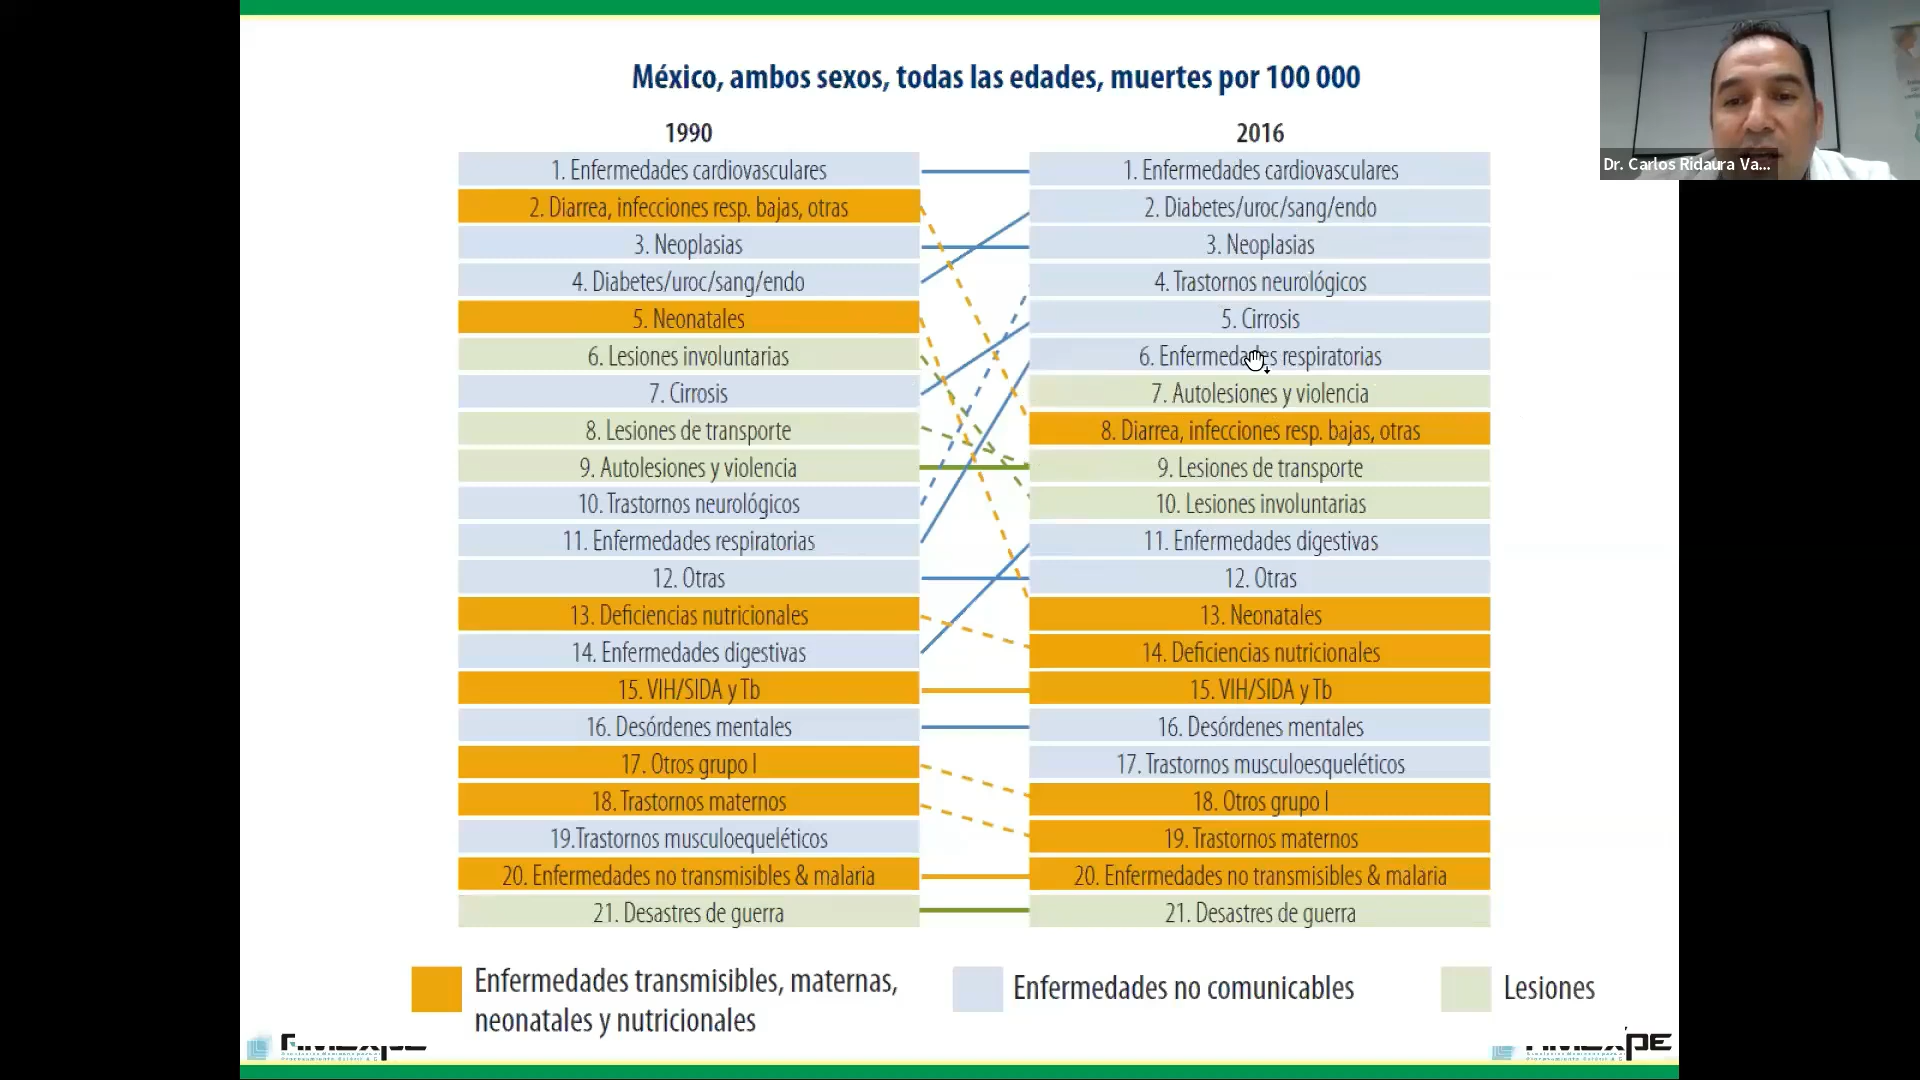 México, ambos sexos, todas las edades, muertes por 100 000
Dr. Carlos Ridaura Va...
1990
1. Enfermedades cardiovasculares
2. Diarrea, infecciones resp. bajas, otras
3. Neoplasias
4. Diabetes/uroc/sang/endo
5. Neonatales
6. Lesiones involuntarias
7. Cirrosis
8. Lesiones de transporte
9. Autolesiones y violencia
10. Trastornos neurológicos
11. Enfermedades respiratorias
12. Otras
13. Deficiencias nutricionales
14. Enfermedades digestivas
15. VIH/SIDA y Tb
16. Desórdenes mentales
17. Otros grupo I
18. Trastornos maternos
19.Trastornos musculoequeléticos
20. Enfermedades no transmisibles & malaria
21. Desastres de guerra
2016
1. Enfermedades cardiovasculares
2. Diabetes/uroc/sang/endo
3. Neoplasias
4. Trastornos neurológicos
5. Cirrosis
6. Enfermedades respiratorias
7. Autolesiones y violencia
8. Diarrea, infecciones resp. bajas, otras
9. Lesiones de transporte
10. Lesiones involuntarias
11. Enfermedades digestivas
12. Otras
13. Neonatales
14. Deficiencias nutricionales
15. VIH/SIDA y Tb
16. Desórdenes mentales
17. Trastornos musculoesqueléticos
18. Otros grupo I
19. Trastornos maternos
20. Enfermedades no transmisibles & malaria
21. Desastres de guerra
Enfermedades transmisibles, maternas,
neonatales y nutricionales
Enfermedades no comunicables
Lesiones